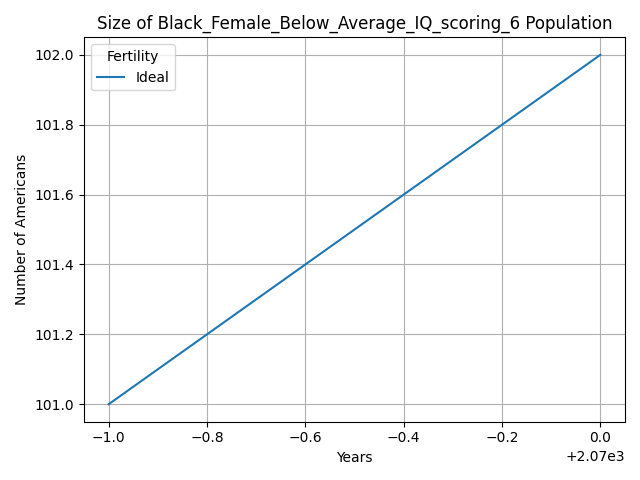 Size of Black_Female_Below_Average_IQ_scoring_6 Population
Fertility
Ideal
102.0
101.8
101.6
101.4
101.2
101.0
Number of Americans
−1.0
−0.8
−0.6
−0.4
−0.2
0.0
+2.07e3
Years